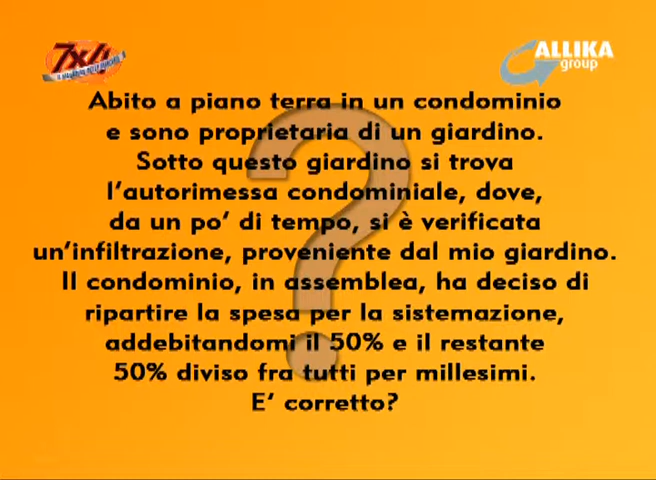 7x4
ALLIKA
group
Abito a piano terra in un condominio
e sono proprietaria di un giardino.
Sotto questo giardino si trova
l'autorimessa condominiale, dove,
da un po' di tempo, si è verificata
un'infiltrazione, proveniente dal mio giardino.
Il condominio, in assemblea, ha deciso di
ripartire la spesa per la sistemazione,
addebitandomi il 50% e il restante
50% diviso fra tutti per millesimi.
E' corretto?